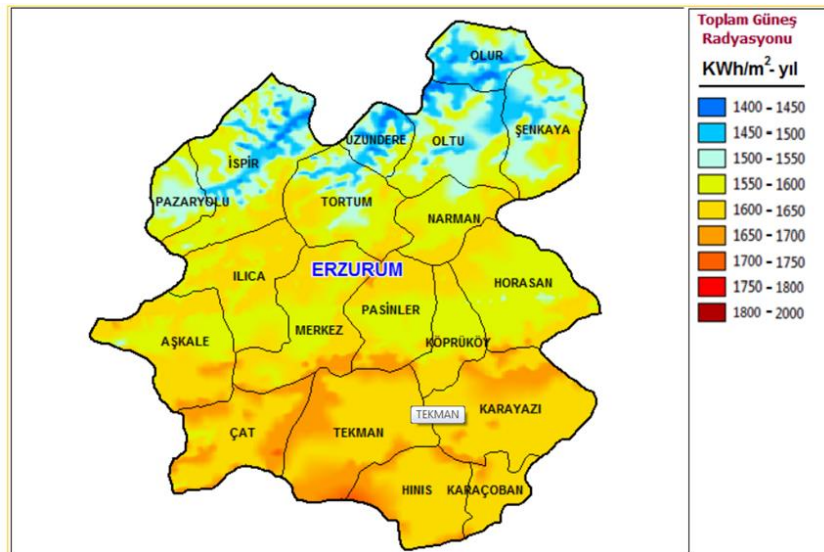 Toplam Güneş
Radyasyonu
KWh/m²- yıl
1400 - 1450
1450 - 1500
1500 - 1550
1550 - 1600
1600 - 1650
1650 - 1700
1700 - 1750
1750 - 1800
1800 - 2000
OLUR
ŞENKAYA
UZUNDERE
OLTU
İSPİR
PAZARYOLU
TORTUM
NARMAN
ERZURUM
ILICA
HORASAN
PASİNLER
MERKEZ
AŞKALE
KÖPRÜKÖY
TEKMAN
KARAYAZI
ÇAT
TEKMAN
HINIS
KARAÇOBAN